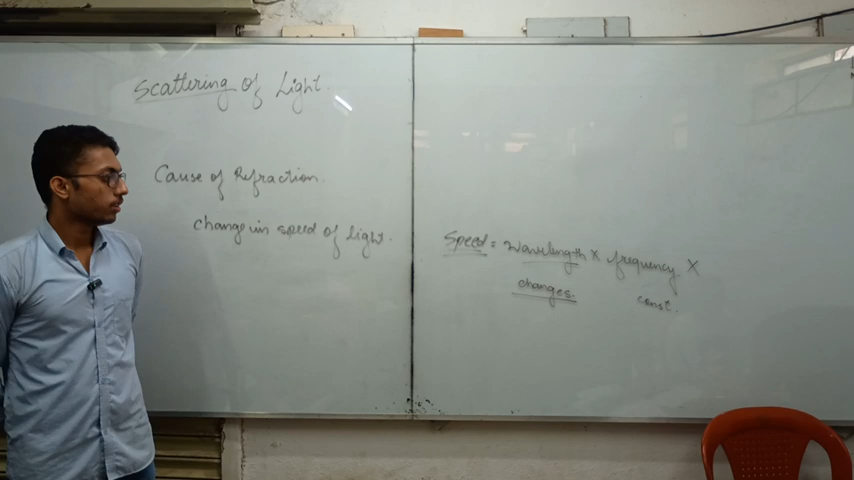 Scattering of Light.
Cause of Refraction.
change in speed of light.
Speed = Wavelength × frequency ×
changes.
const.